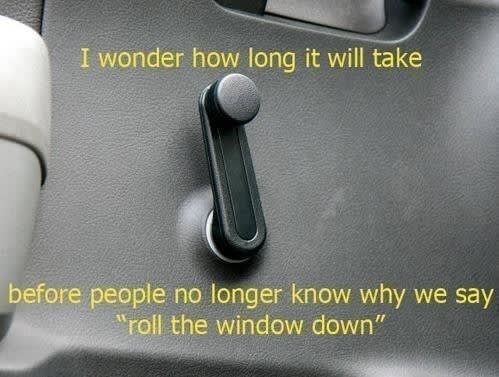 I wonder how long it will take
before people no longer know why we say
“roll the window down”